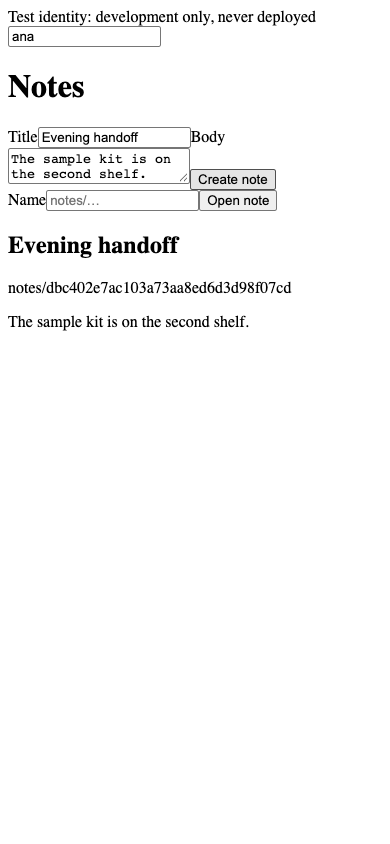 Test identity: development only, never deployed
ana
Notes
Title Evening handoff Body
The sample kit is on
the second shelf. Create note
Name notes/… Open note
Evening handoff
notes/dbc402e7ac103a73aa8ed6d3d98f07cd
The sample kit is on the second shelf.